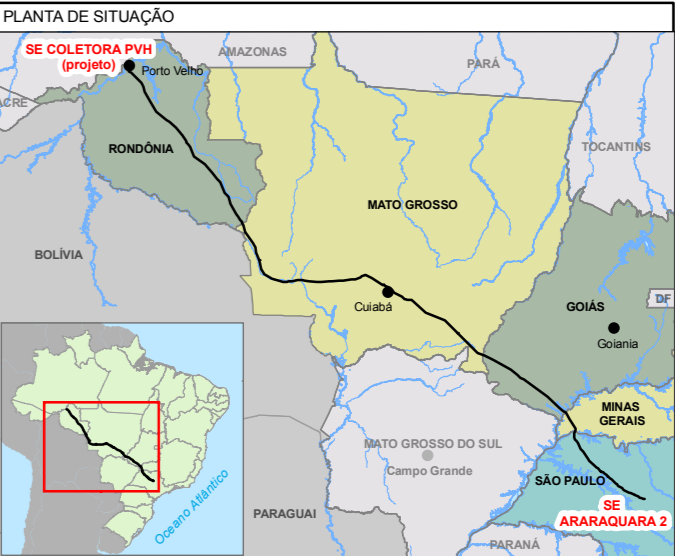 PLANTA DE SITUAÇÃO
SE COLETORA PVH
(projeto)
AMAZONAS
Porto Velho
PARÁ
ACRE
RONDÔNIA
TOCANTINS
MATO GROSSO
BOLÍVIA
Cuiabá
GOIÁS
DF
Goiania
MINAS
GERAIS
MATO GROSSO DO SUL
Campo Grande
SÃO PAULO
SE
ARARAQUARA 2
Oceano Atlântico
PARAGUAI
PARANÁ